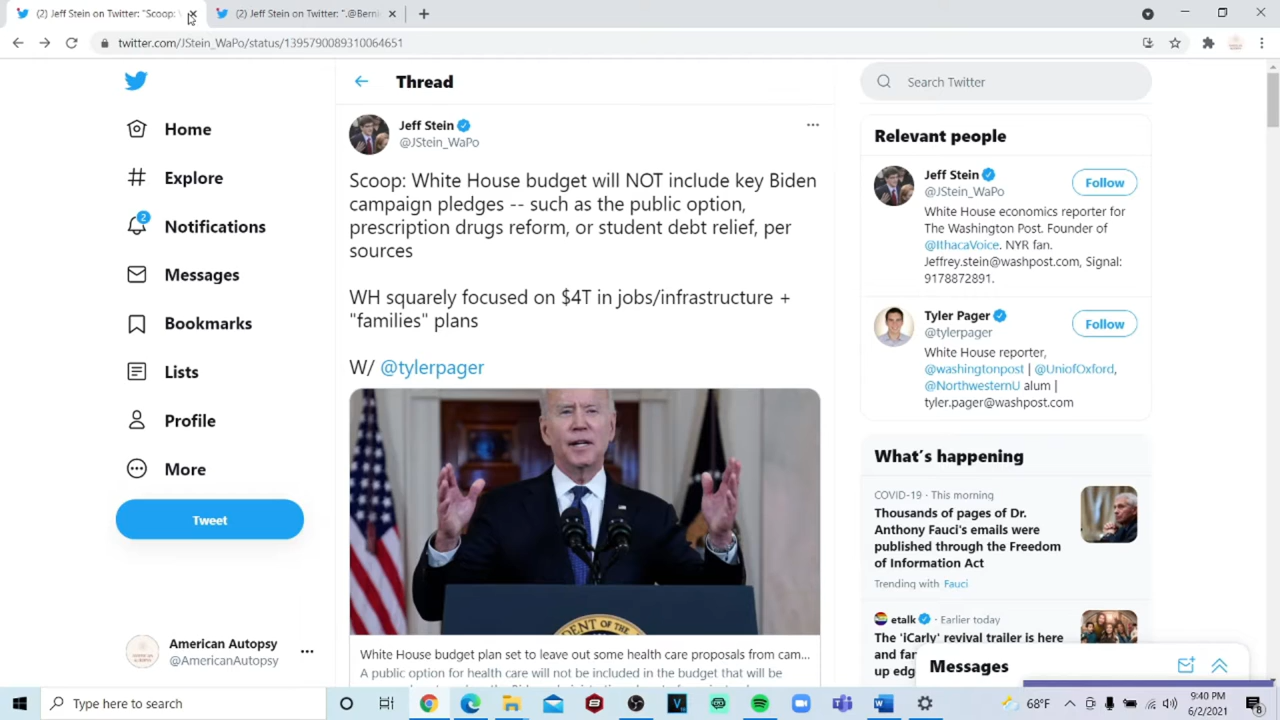 (2) Jeff Stein on Twitter: "Scoop:
(2) Jeff Stein on Twitter: ".@Berni
twitter.com/JStein_WaPo/status/1395790089310064651
Home
Explore
2
Notifications
Messages
Bookmarks
Lists
Profile
More
Tweet
American Autopsy
@AmericanAutopsy
Thread
Jeff Stein
@JStein_WaPo
Scoop: White House budget will NOT include key Biden
campaign pledges -- such as the public option,
prescription drugs reform, or student debt relief, per
sources
WH squarely focused on $4T in jobs/infrastructure +
"families" plans
W/ @tylerpager
White House budget plan set to leave out some health care proposals from cam...
A public option for health care will not be included in the budget that will be
Search Twitter
Relevant people
Jeff Stein
@JStein_WaPo
Follow
White House economics reporter for
The Washington Post. Founder of
@IthacaVoice. NYR fan.
Jeffrey.stein@washpost.com, Signal:
9178872891.
Tyler Pager
@tylerpager
Follow
White House reporter,
@washingtonpost | @UniofOxford,
@NorthwesternU alum |
tyler.pager@washpost.com
What's happening
COVID-19 · This morning
Thousands of pages of Dr.
Anthony Fauci's emails were
published through the Freedom
of Information Act
Trending with Fauci
etalk · Earlier today
The 'iCarly' revival trailer is here
and fan
up edg
Messages
Type here to search
68°F
9:40 PM
6/2/2021